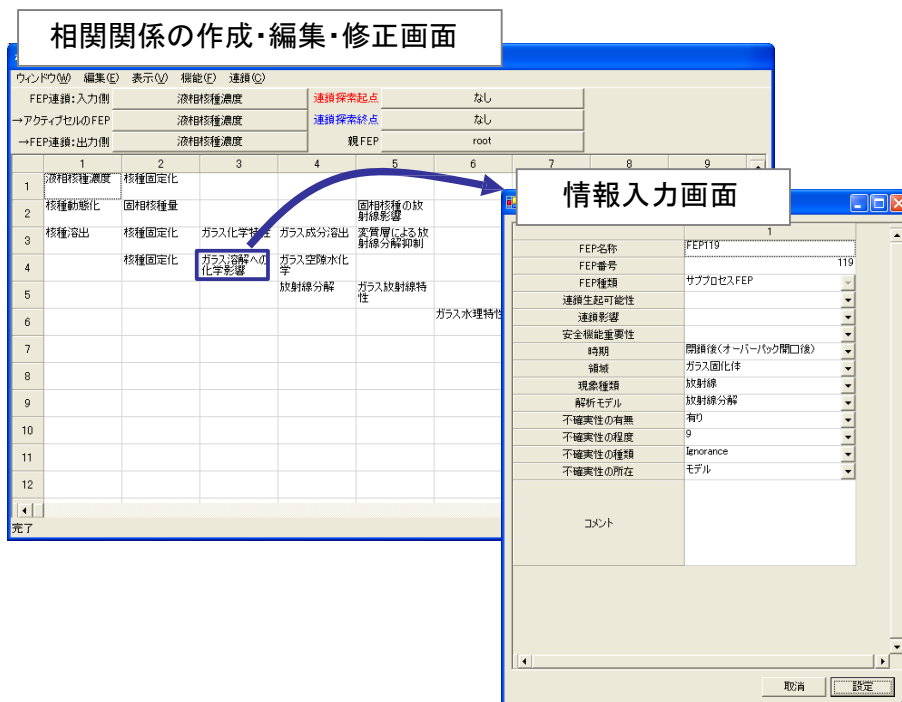 相関関係の作成・編集・修正画面
ウィンドウ(W) 編集(E) 表示(V) 機能(F) 連鎖(C)
FEP連鎖:入力側 液相核種濃度 連鎖探索起点 なし
→アクティブセルのFEP 液相核種濃度 連鎖探索終点 なし
→FEP連鎖:出力側 液相核種濃度 親FEP root
1 2 3 4 5 6 7 8 9
1 液相核種濃度 核種固定化
2 核種動態化 固相核種量 固相核種の放
射線影響
3 核種溶出 核種固定化 ガラス化学特性 ガラス成分溶出 変質層による放
射線分解抑制
4 核種固定化 ガラス溶解への
化学影響 ガラス空隙水化
学
5 放射線分解 ガラス放射線特
性
6 ガラス水理特性
7
8
9
10
11
12
完了
情報入力画面
1
FEP名称 FEP119
FEP番号 119
FEP種類 サブプロセスFEP
連鎖生起可能性
連鎖影響
安全機能重要性
時期 閉鎖後(オーバーパック開口後)
領域 ガラス固化体
現象種類 放射線
解析モデル 放射線分解
不確実性の有無 有り
不確実性の程度 9
不確実性の種類 Ignorance
不確実性の所在 モデル
コメント
取消 設定